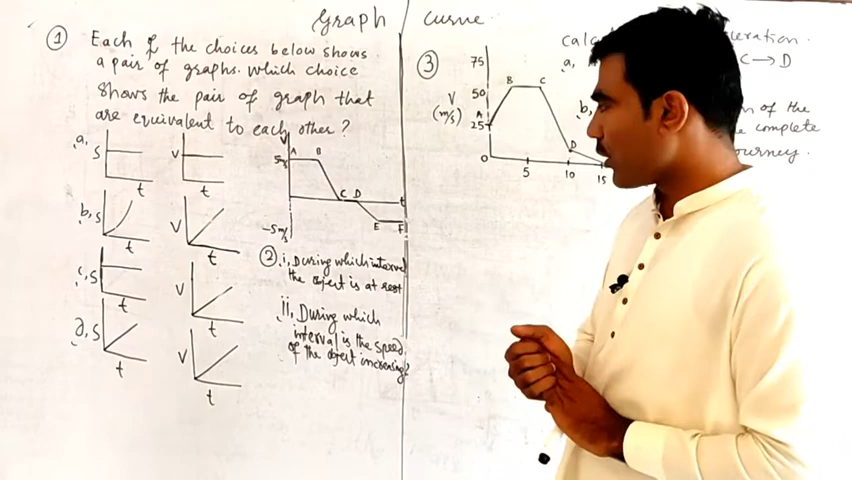 Graph / curve
① Each of the choices below shows
a pair of graphs. Which choice
shows the pair of graph that
are equivalent to each other?
a, S t V t
b, S t V t
c, S t V t
d, S t V t
V
5m/s A B C D t
-5m/s E F
② i, During which interval
the object is at rest
ii, During which
interval is the speed
of the object increasing?
③ 75
50 B C
V
(m/s) A
25 D
0 5 10 15
a, C → D
b,
of the
complete
journey.